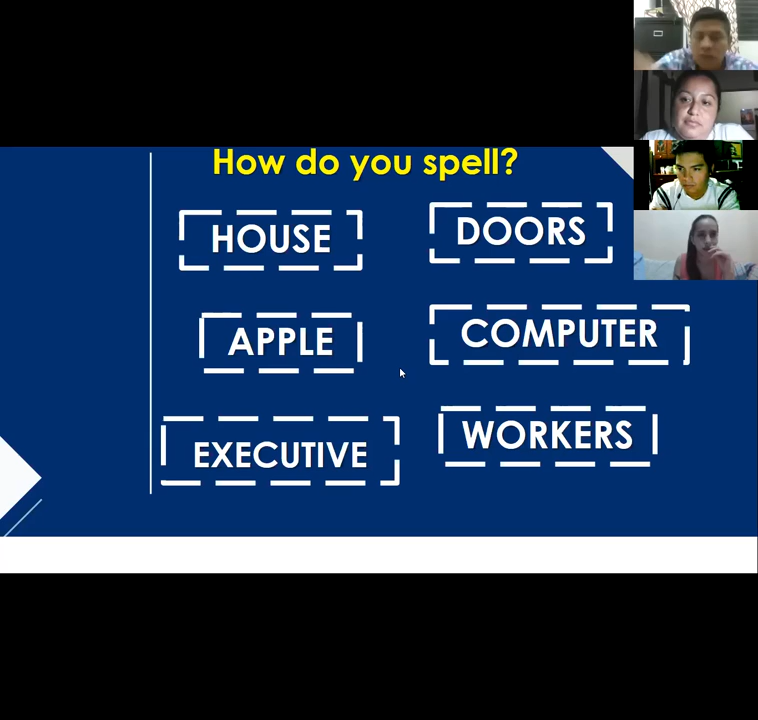 How do you spell?
HOUSE
DOORS
APPLE
COMPUTER
EXECUTIVE
WORKERS